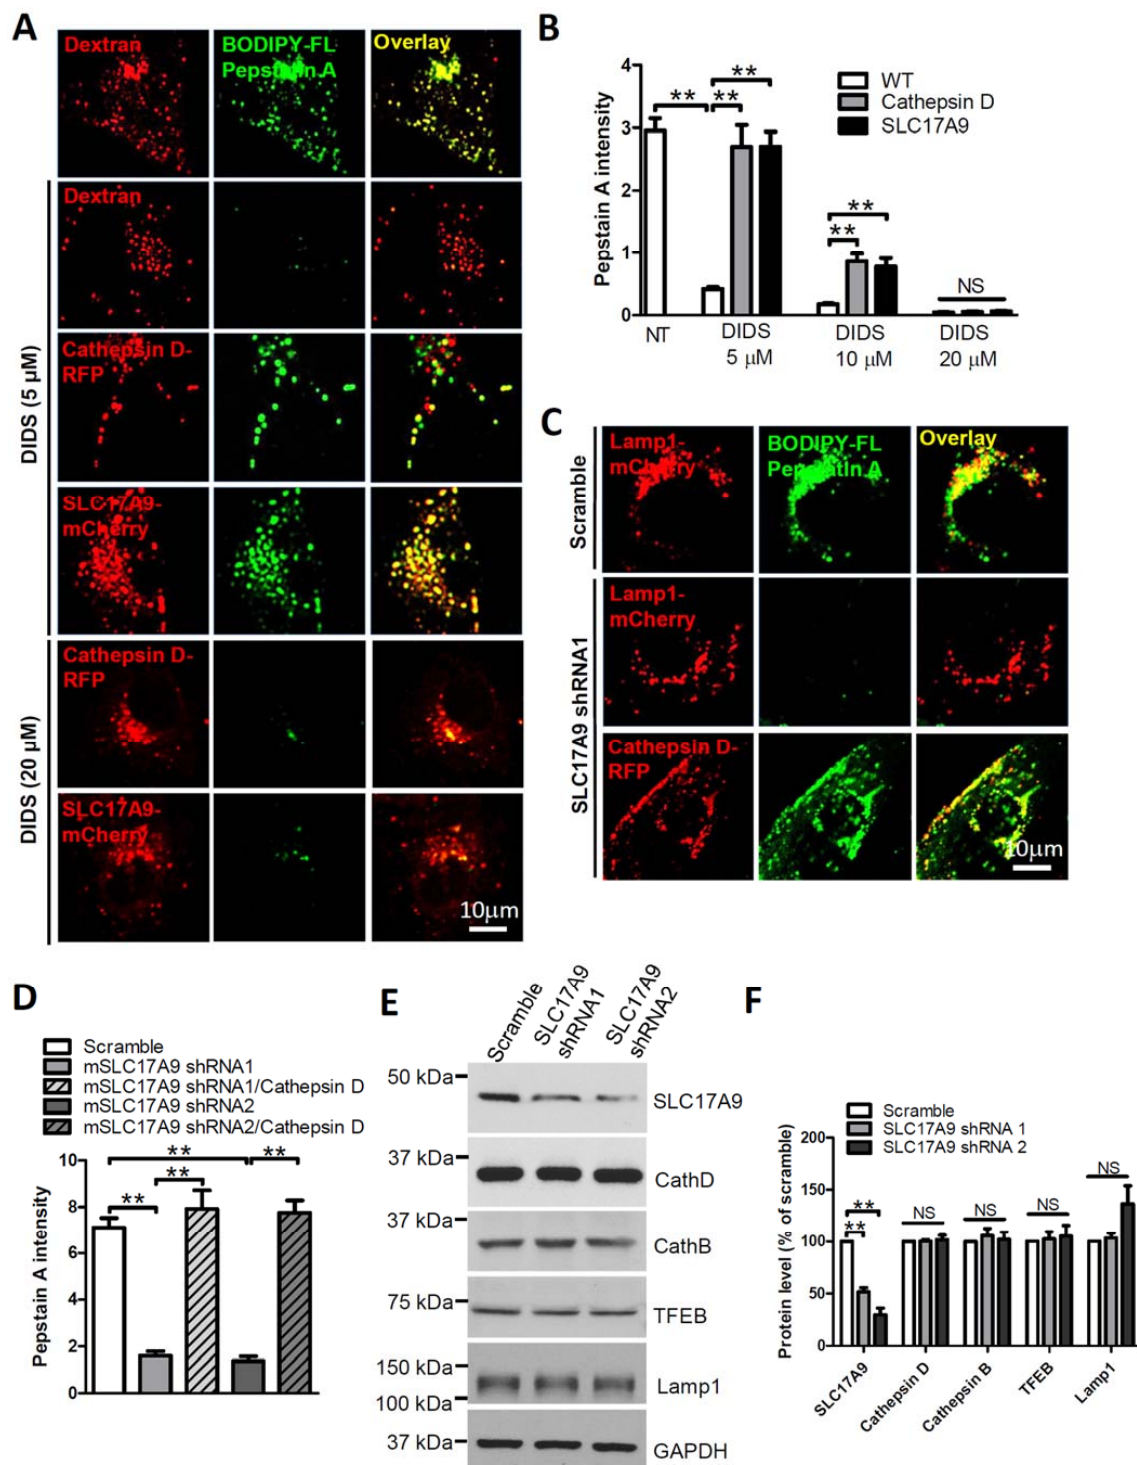 A
Dextran
BODIPY-FL
Pepstain A
Overlay
Dextran
Cathepsin D-
RFP
SLC17A9-
mCherry
Cathepsin D-
RFP
SLC17A9-
mCherry
DIDS (5 µM)
DIDS (20 µM)
10µm
B
Pepstain A intensity
4
3
2
1
0
WT
Cathepsin D
SLC17A9
**
**
**
**
**
NS
NT
DIDS
5 µM
DIDS
10 µM
DIDS
20 µM
C
Scramble
SLC17A9 shRNA1
Lamp1-
mCherry
BODIPY-FL
PepstatIn A
Overlay
Lamp1-
mCherry
Cathepsin D-
RFP
10µm
D
Scramble
mSLC17A9 shRNA1
mSLC17A9 shRNA1/Cathepsin D
mSLC17A9 shRNA2
mSLC17A9 shRNA2/Cathepsin D
Pepstain A intensity
10
8
6
4
2
0
**
**
**
**
E
Scramble
SLC17A9
shRNA1
SLC17A9
shRNA2
50 kDa
SLC17A9
37 kDa
CathD
37 kDa
CathB
75 kDa
TFEB
150 kDa
Lamp1
100 kDa
37 kDa
GAPDH
F
Scramble
SLC17A9 shRNA 1
SLC17A9 shRNA 2
Protein level (% of scramble)
200
150
100
50
0
**
**
NS
NS
NS
NS
SLC17A9
Cathepsin D
Cathepsin B
TFEB
Lamp1